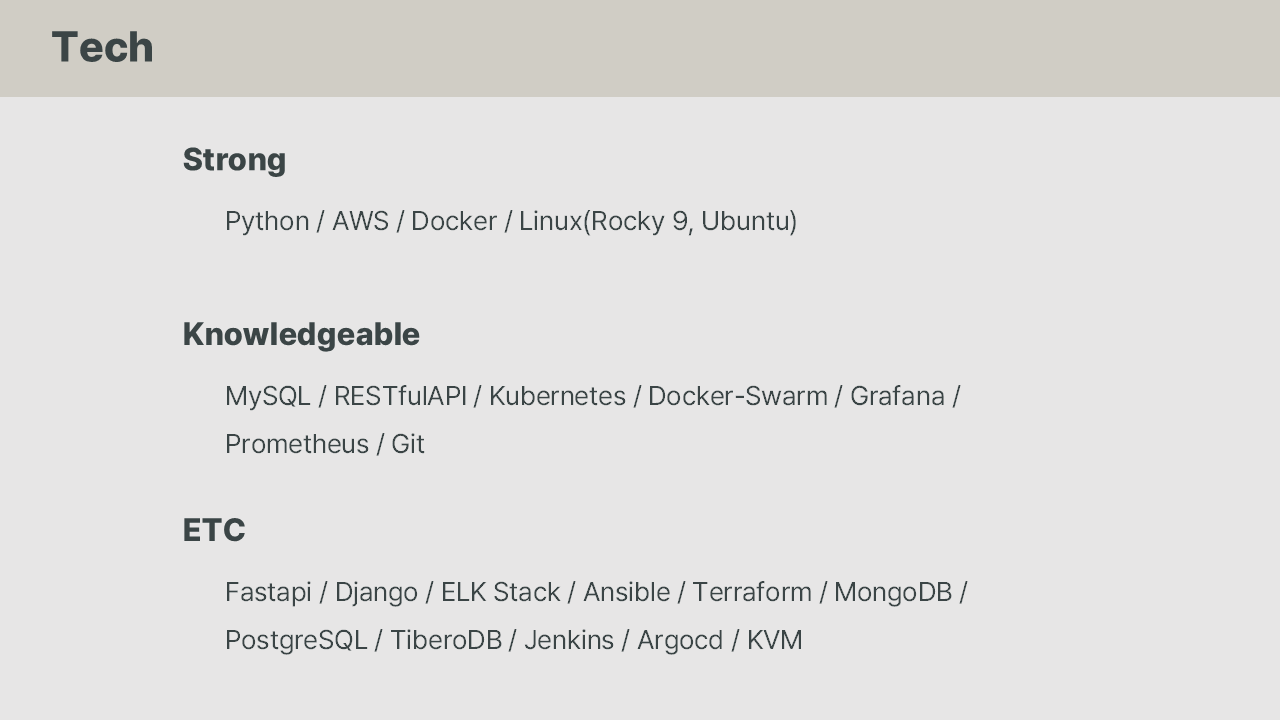 Tech
Strong
Python / AWS / Docker / Linux(Rocky 9, Ubuntu)
Knowledgeable
MySQL / RESTfulAPI / Kubernetes / Docker-Swarm / Grafana /
Prometheus / Git
ETC
Fastapi / Django / ELK Stack / Ansible / Terraform / MongoDB /
PostgreSQL / TiberoDB / Jenkins / Argocd / KVM